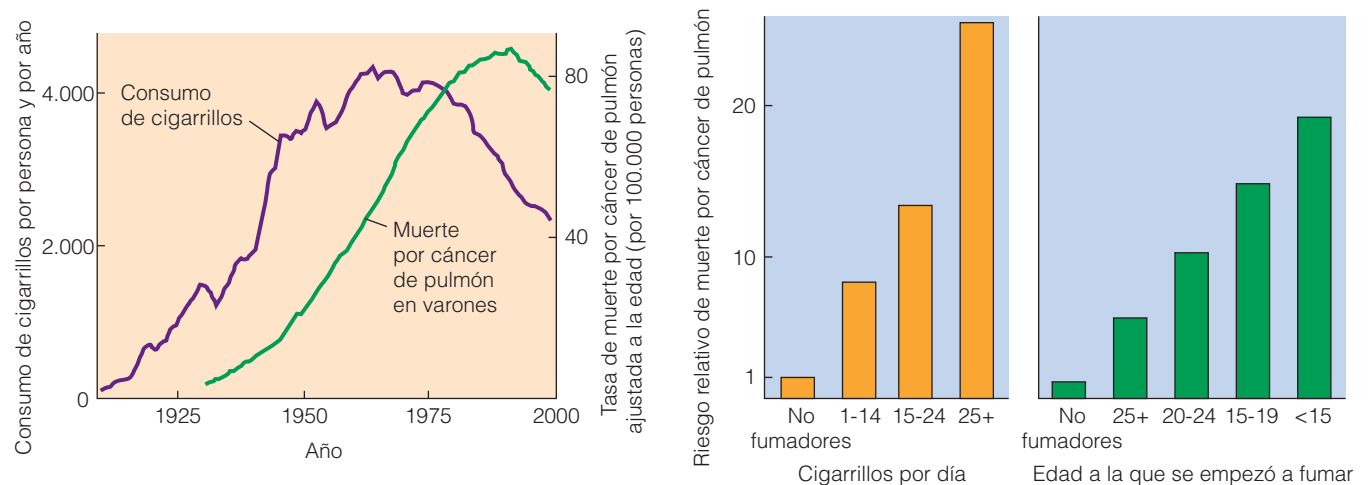 Consumo de cigarrillos por persona y por año
4.000
2.000
0
Consumo
de cigarrillos
Muerte
por cáncer
de pulmón
en varones
1925
1950
1975
2000
Año
80
40
Tasa de muerte por cáncer de pulmón
ajustada a la edad (por 100.000 personas)
Riesgo relativo de muerte por cáncer de pulmón
20
10
1
No
fumadores
1-14
15-24
25+
Cigarrillos por día
No
fumadores
25+
20-24
15-19
<15
Edad a la que se empezó a fumar